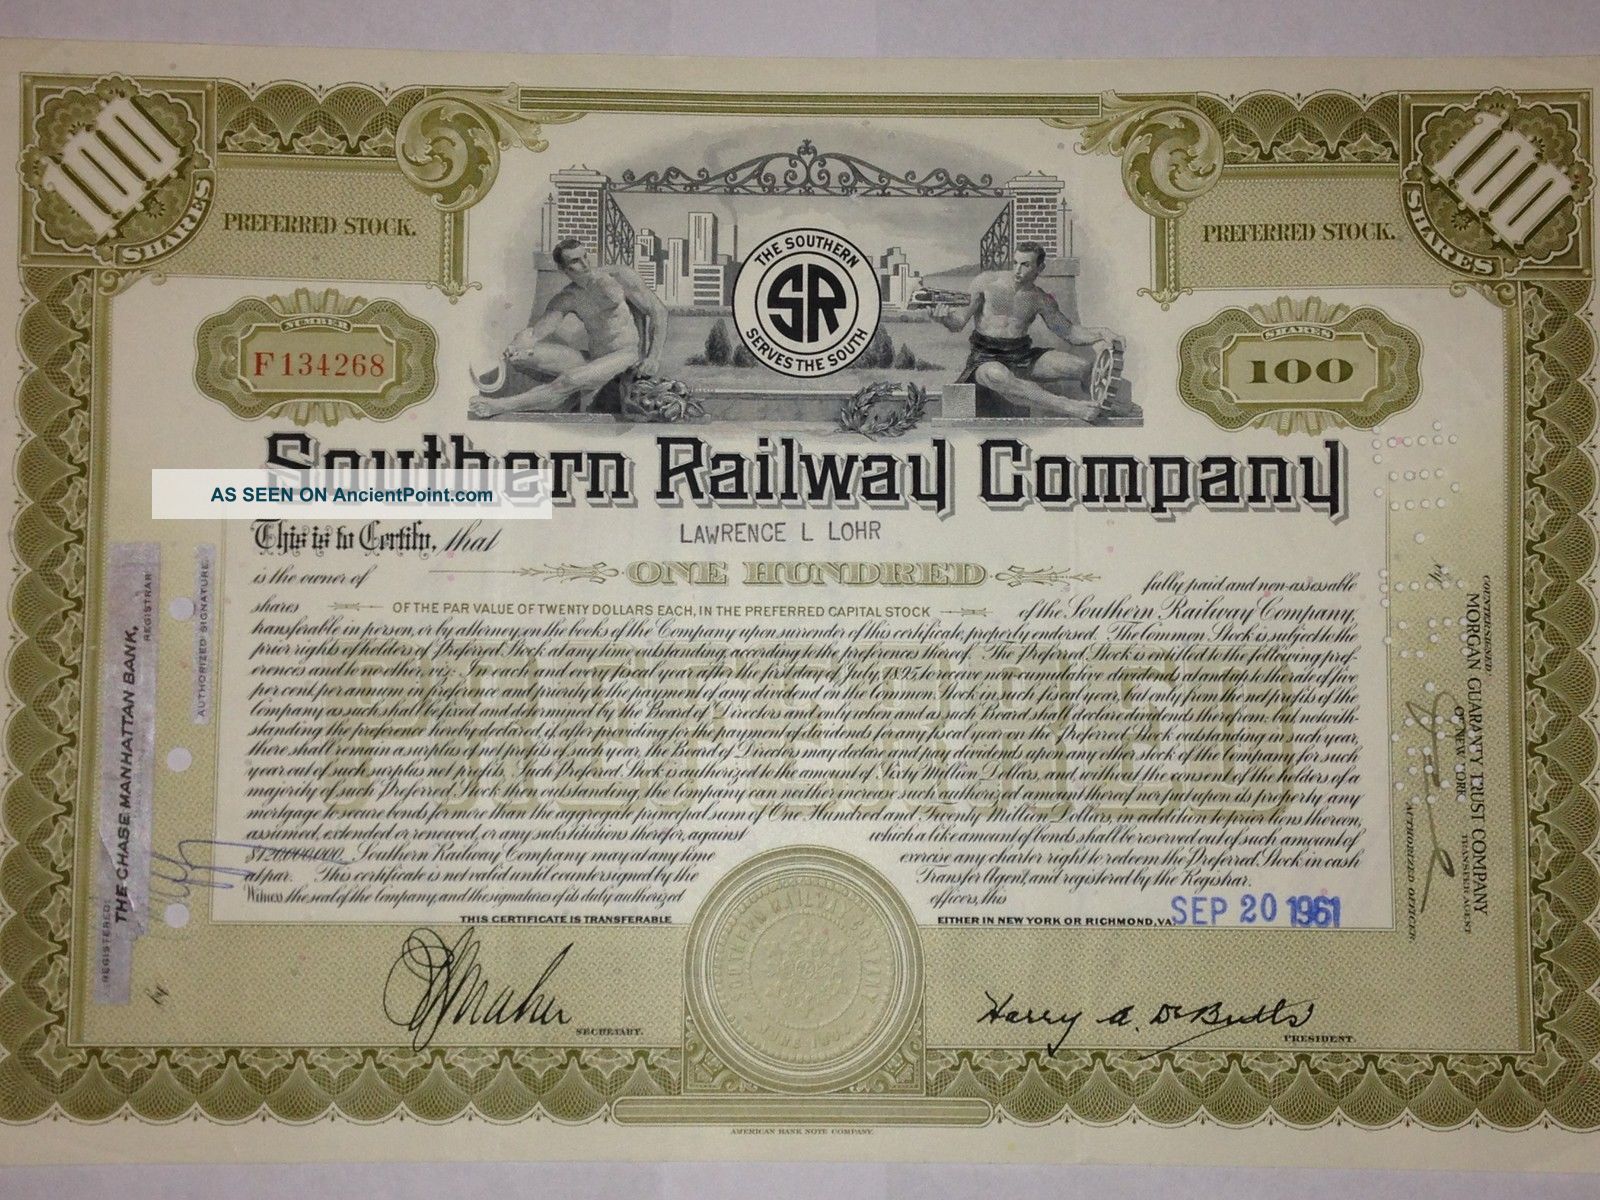 100 SHARES
100 SHARES
PREFERRED STOCK.
PREFERRED STOCK.
THE SOUTHERN
SR
SERVES THE SOUTH
NUMBER
F134268
SHARES
100
Southern Railway Company
AS SEEN ON AncientPoint.com
This is to Certify, that
LAWRENCE L LOHR
is the owner of ONE HUNDRED fully paid and non-assessable
shares OF THE PAR VALUE OF TWENTY DOLLARS EACH, IN THE PREFERRED CAPITAL STOCK of the Southern Railway Company,
transferable in person, or by attorney, on the books of the Company upon surrender of this certificate, properly endorsed. The Common Stock is subject to the
prior rights of holders of Preferred Stock at any time outstanding, according to the preferences thereof. The Preferred Stock is entitled to the following pref-
erences and to no other, viz: In each and every fiscal year after the first day of July, 1895, to receive non-cumulative dividends at and up to the rate of five
per cent. per annum in preference and priority to the payment of any dividend on the Common Stock in such fiscal year, but only from the net profits of the
Company as such shall be fixed and determined by the Board of Directors and only when and as such Board shall declare dividends therefrom: but notwith-
standing the preference hereby declared, if, after providing for the payment of dividends for any fiscal year on the Preferred Stock outstanding in such year,
there shall remain a surplus of net profits of such year, the Board of Directors may declare and pay dividends upon any other stock of the Company for such
year out of such surplus net profits. Such Preferred Stock is authorized to the amount of Sixty Million Dollars, and, without the consent of the holders of a
majority of such Preferred Stock then outstanding, the Company can neither increase such authorized amount thereof nor put upon its property any
mortgage to secure bonds for more than the aggregate principal sum of One Hundred and Twenty Million Dollars, in addition to prior liens thereon,
assumed, extended or renewed, or any substitutions therefor, against which a like amount of bonds shall be reserved out of such amount of
$120,000,000. Southern Railway Company may at any time exercise any charter right to redeem the Preferred Stock in cash
at par. This certificate is not valid until countersigned by the Transfer Agent, and registered by the Registrar.
Witness the seal of the Company, and the signatures of its duly authorized officers, this
SEP 20 1961
THIS CERTIFICATE IS TRANSFERABLE EITHER IN NEW YORK OR RICHMOND, VA.
SECRETARY.
Harry A. DeButts
PRESIDENT.
AMERICAN BANK NOTE COMPANY.
REGISTERED:
THE CHASE MANHATTAN BANK,
REGISTRAR
By
AUTHORIZED SIGNATURE.
COUNTERSIGNED:
MORGAN GUARANTY TRUST COMPANY
OF NEW YORK
TRANSFER AGENT
By
AUTHORIZED OFFICER